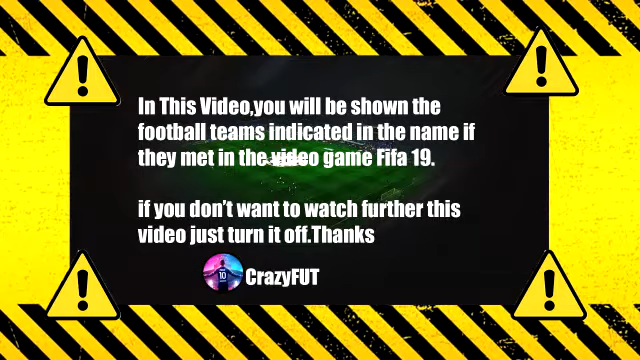 In This Video,you will be shown the
football teams indicated in the name if
they met in the video game Fifa 19.
if you don't want to watch further this
video just turn it off.Thanks
10
CrazyFUT